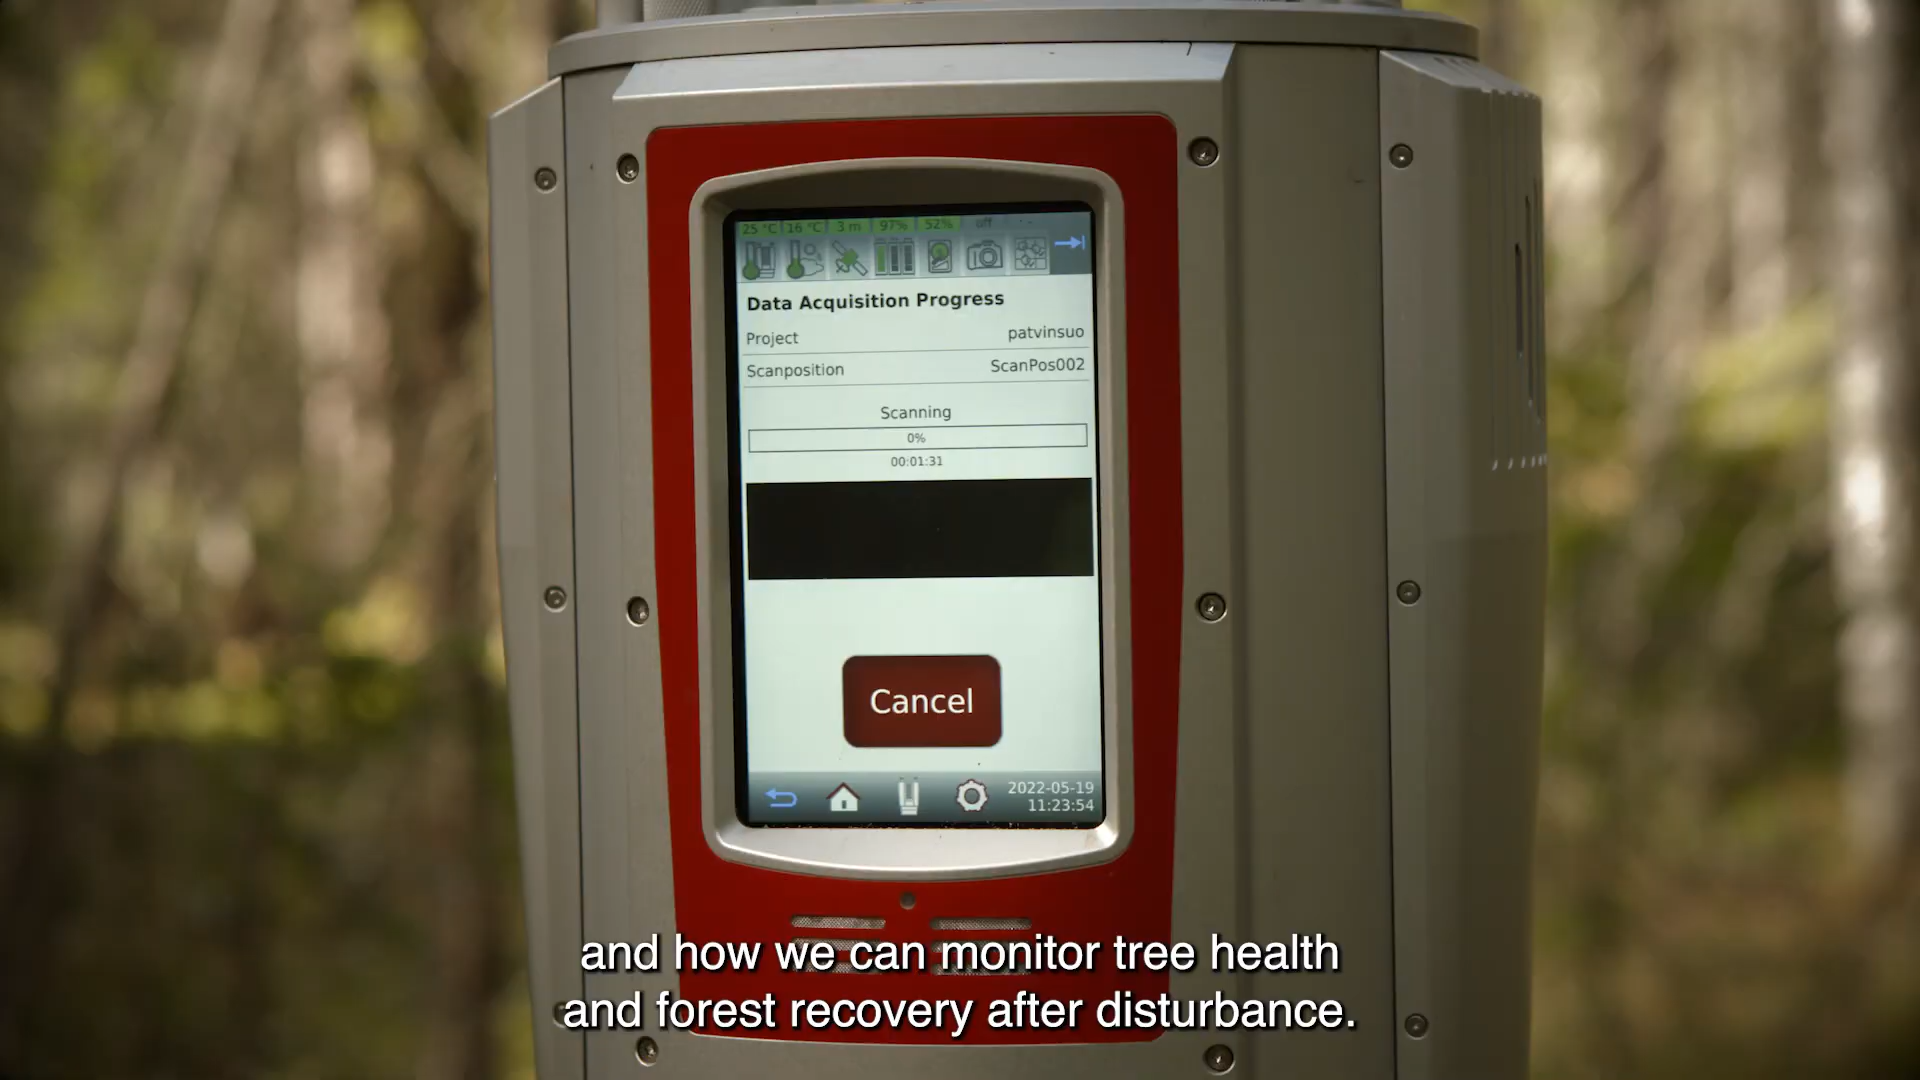 25 °C 16 °C 3 m 97% 52% off
Data Acquisition Progress
Project patvinsuo
Scanposition ScanPos002
Scanning
0%
00:01:31
Cancel
2022-05-19
11:23:54
and how we can monitor tree health
and forest recovery after disturbance.